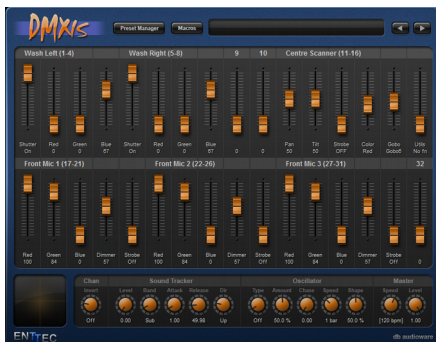 DMXIS
Preset Manager
Macros
Wash Left (1-4)
Wash Right (5-8)
9
10
Centre Scanner (11-16)
Shutter Red Green Blue Shutter Red Green Blue Pan Tilt Strobe Color Gobo
On 0 0 57 On 0 0 67 0 0 50 50 OFF Red
Front Mic 1 (17-21)
Front Mic 2 (22-26)
Front Mic 3 (27-31)
32
Red Green Blue Dimmer Strobe Red Green Blue Dimmer Strobe Red Green Blue Dimmer Strobe
100 84 0 57 Off 100 84 0 57 Off 100 84 0 57 Off 0
Chan
Sound Tracker
Oscillator
Master
Invert Level Band Attack Release Dir Type Amount Chase Speed Shape Speed Level
Off 0.00 Sub 1.00 49.98 Up Off 50.0 % 0.00 1 bar 50.0 % [120 bpm] 1.00
ENTTEC
db audioware